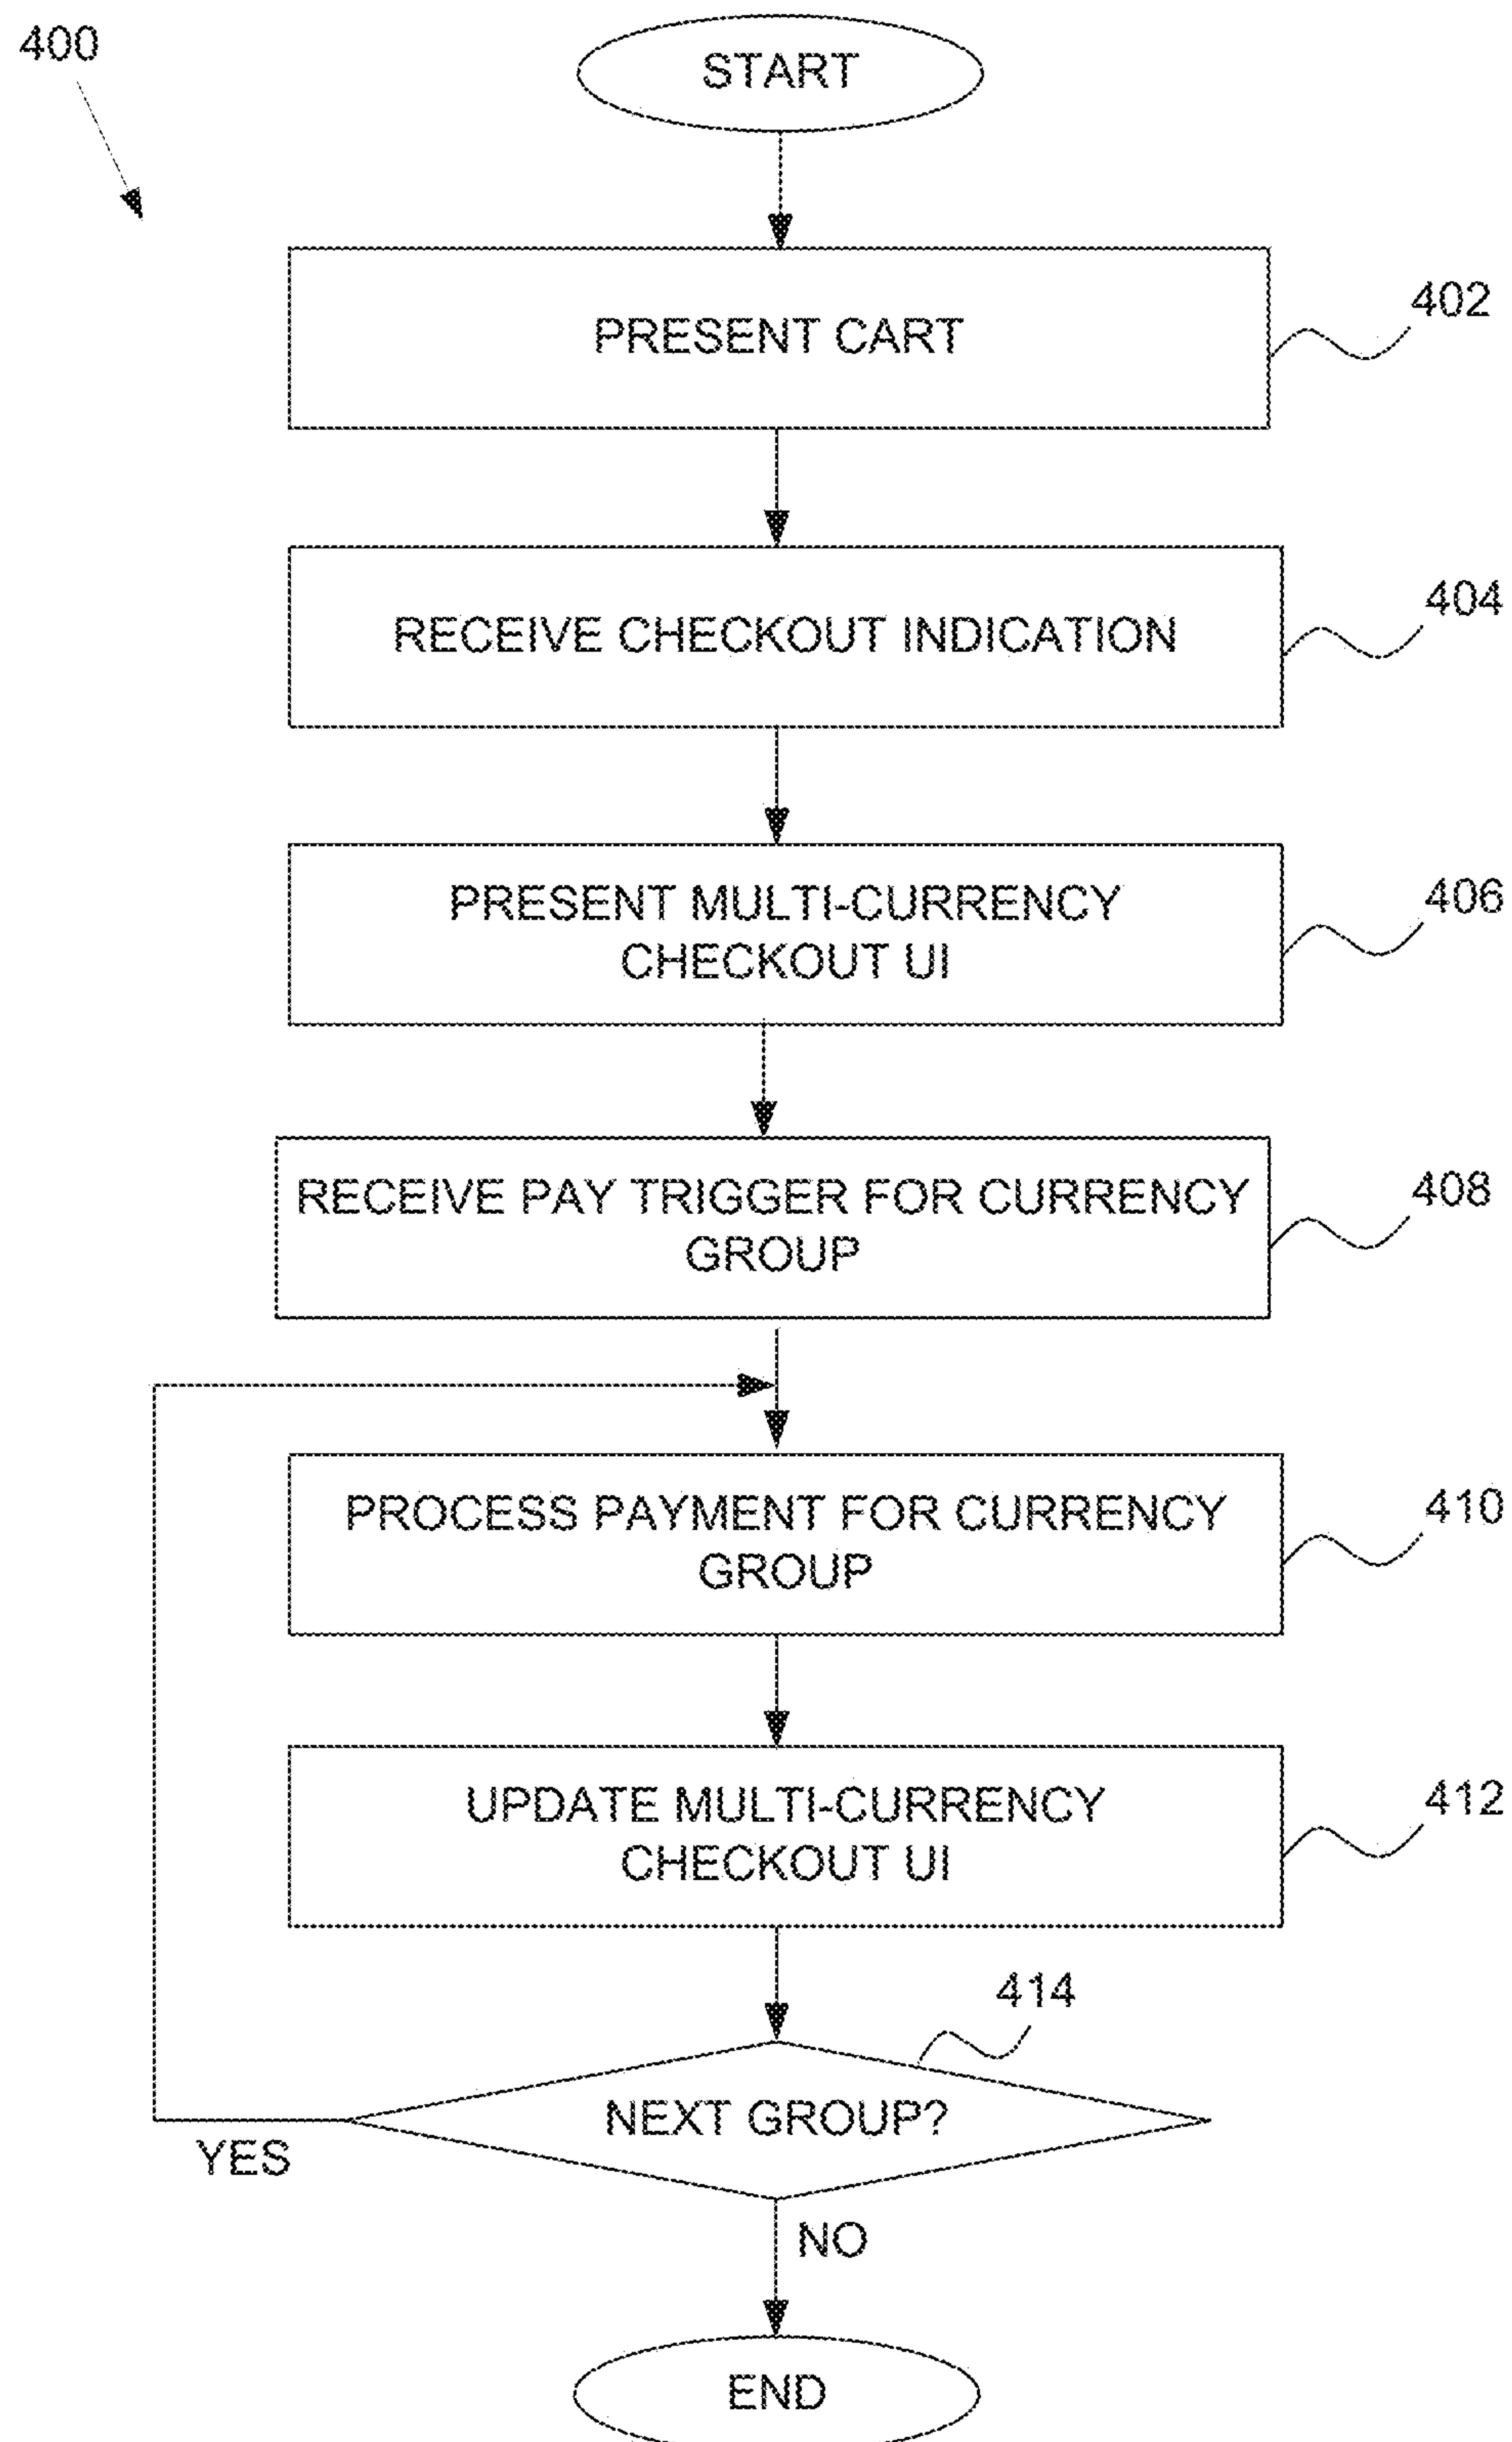 400
START
PRESENT CART
402
RECEIVE CHECKOUT INDICATION
404
PRESENT MULTI-CURRENCY
CHECKOUT UI
406
RECEIVE PAY TRIGGER FOR CURRENCY
GROUP
408
PROCESS PAYMENT FOR CURRENCY
GROUP
410
UPDATE MULTI-CURRENCY
CHECKOUT UI
412
414
NEXT GROUP?
YES
NO
END